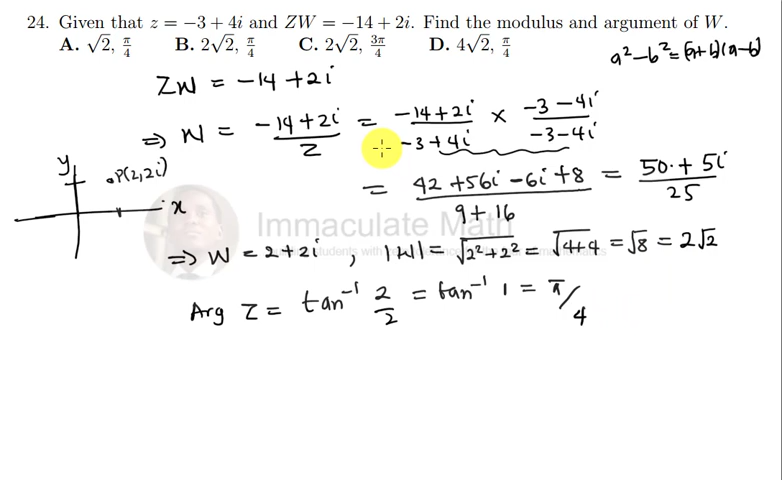 24. Given that z = −3 + 4i and ZW = −14 + 2i. Find the modulus and argument of W.
A. √2, π/4   B. 2√2, π/4   C. 2√2, 3π/4   D. 4√2, π/4
a² − b² = (a+b)(a−b)
ZW = −14 + 2i
⇒ W = (−14 + 2i)/Z = (−14 + 2i)/(−3 + 4i) × (−3 − 4i)/(−3 − 4i)
y
.P(2,2i)
x
= (42 + 56i − 6i + 8)/(9 + 16) = (50 + 5i)/25
Immaculate Math
⇒ W = 2 + 2i , |W| = √(2² + 2²) = √(4+4) = √8 = 2√2
students with
Arg Z = tan⁻¹ 2/2 = tan⁻¹ 1 = π/4